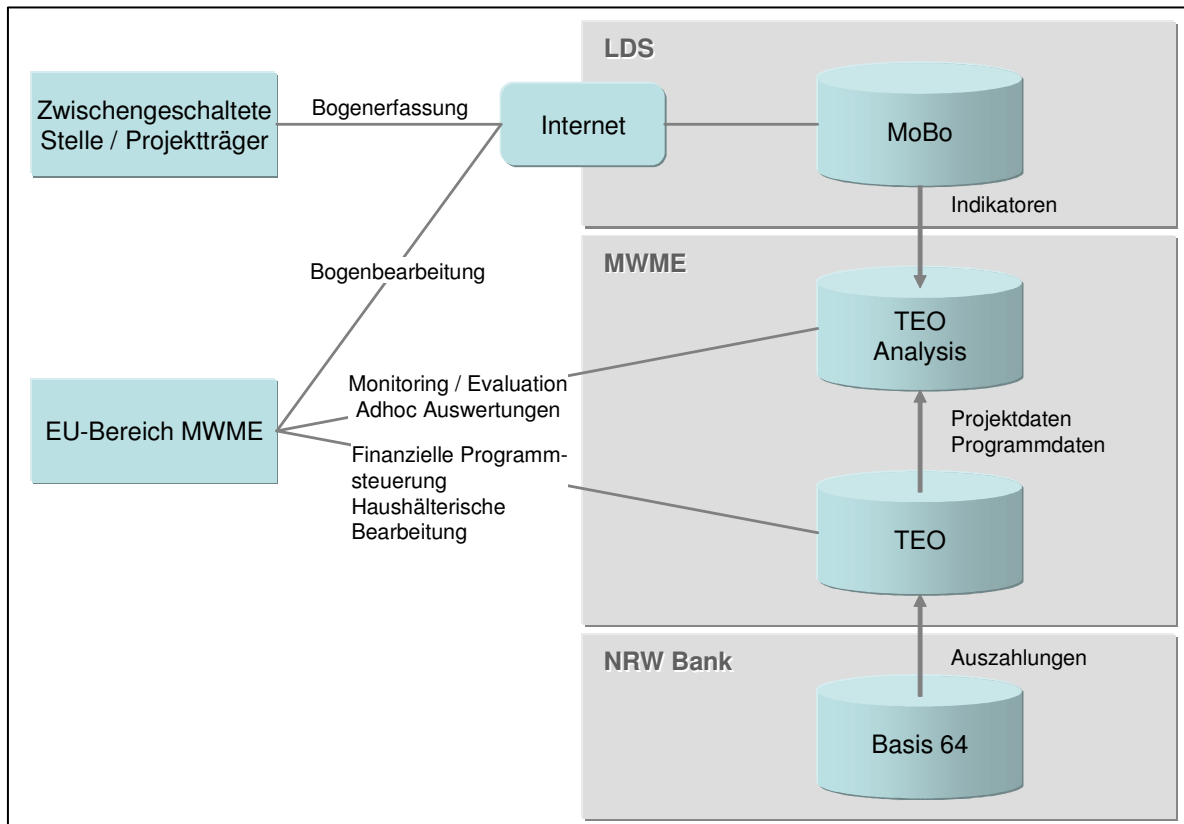 LDS
Zwischengeschaltete
Stelle / Projektträger
Bogenerfassung
Internet
MoBo
Indikatoren
MWME
Bogenbearbeitung
TEO
Analysis
Monitoring / Evaluation
Adhoc Auswertungen
EU-Bereich MWME
Projektdaten
Programmdaten
Finanzielle Programm-
steuerung
Haushälterische
Bearbeitung
TEO
NRW Bank
Auszahlungen
Basis 64